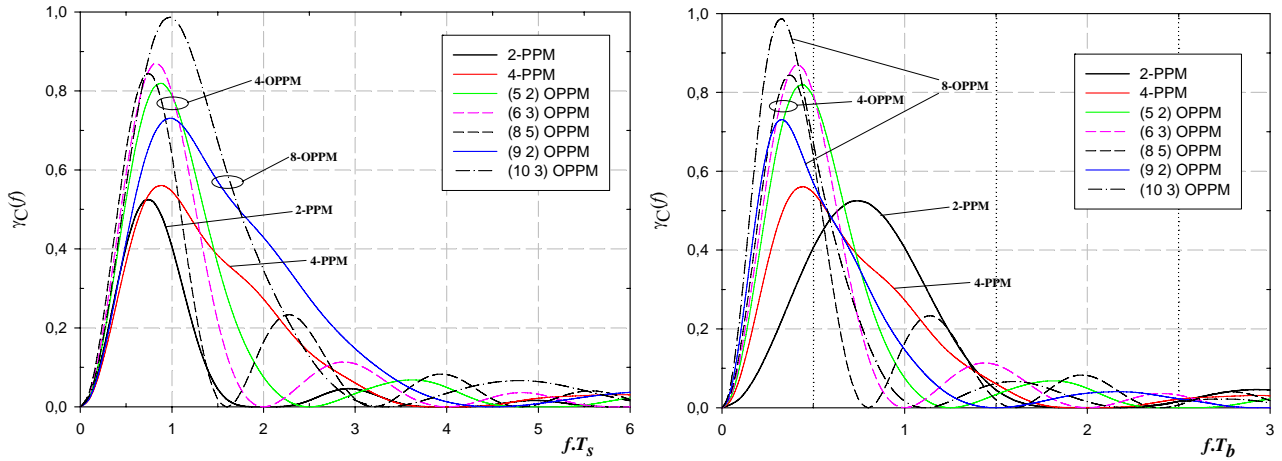 1,0
0,8
0,6
0,4
0,2
0,0
γC(f)
0 1 2 3 4 5 6
f.Ts
2-PPM
4-PPM
(5 2) OPPM
(6 3) OPPM
(8 5) OPPM
(9 2) OPPM
(10 3) OPPM
4-OPPM
8-OPPM
2-PPM
4-PPM
1,0
0,8
0,6
0,4
0,2
0,0
γC(f)
0 1 2 3
f.Tb
2-PPM
4-PPM
(5 2) OPPM
(6 3) OPPM
(8 5) OPPM
(9 2) OPPM
(10 3) OPPM
8-OPPM
4-OPPM
2-PPM
4-PPM